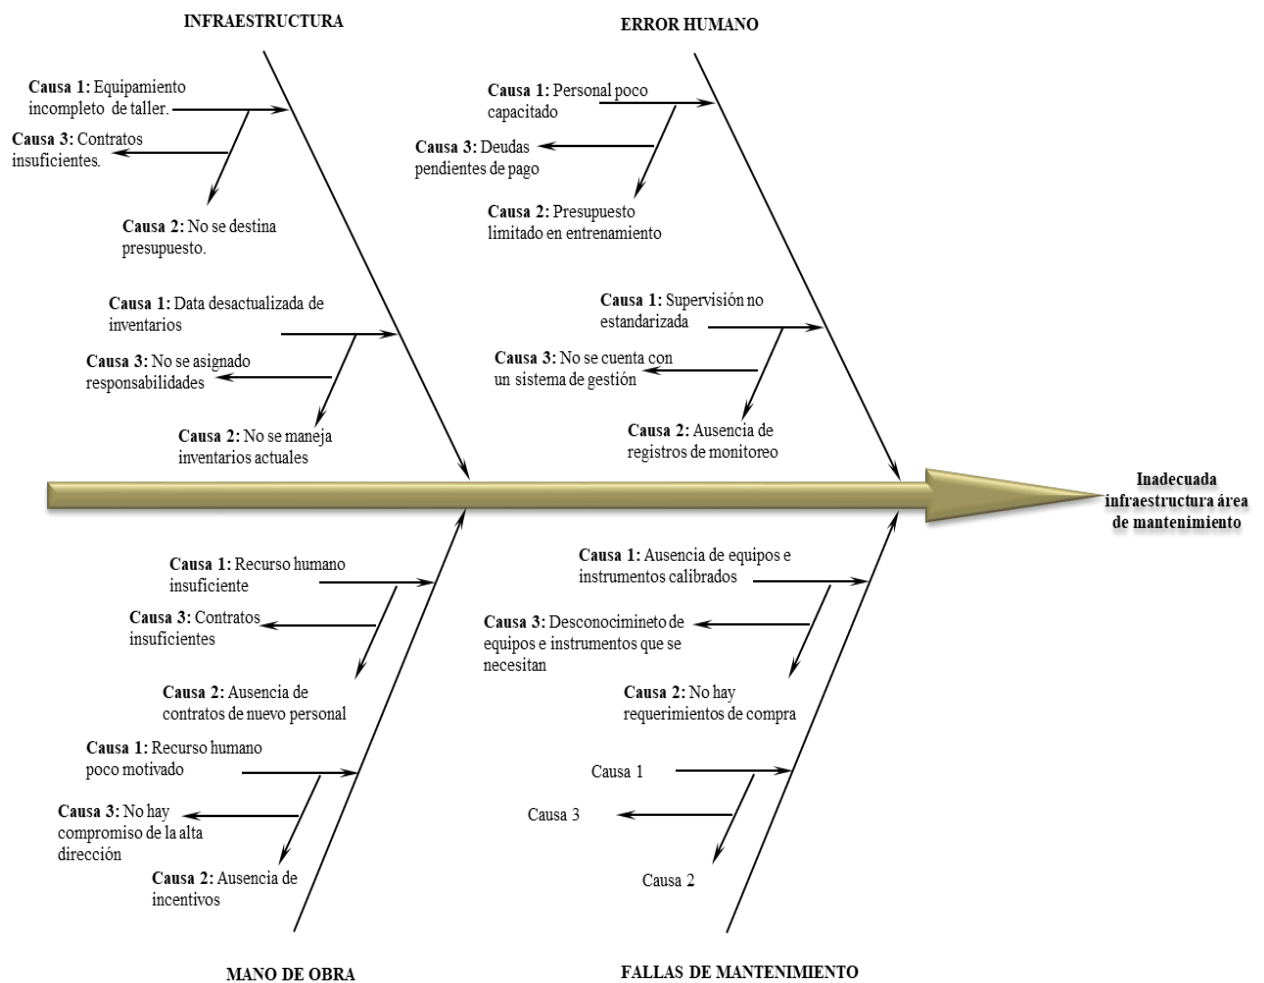 INFRAESTRUCTURA
Causa 1: Equipamiento
incompleto de taller.
Causa 3: Contratos
insuficientes.
Causa 2: No se destina
presupuesto.
Causa 1: Data desactualizada de
inventarios
Causa 3: No se asignado
responsabilidades
Causa 2: No se maneja
inventarios actuales
ERROR HUMANO
Causa 1: Personal poco
capacitado
Causa 3: Deudas
pendientes de pago
Causa 2: Presupuesto
limitado en entrenamiento
Causa 1: Supervisión no
estandarizada
Causa 3: No se cuenta con
un sistema de gestión
Causa 2: Ausencia de
registros de monitoreo
Inadecuada
infraestructura área
de mantenimiento
Causa 1: Recurso humano
insuficiente
Causa 3: Contratos
insuficientes
Causa 2: Ausencia de
contratos de nuevo personal
Causa 1: Recurso humano
poco motivado
Causa 3: No hay
compromiso de la alta
dirección
Causa 2: Ausencia de
incentivos
MANO DE OBRA
Causa 1: Ausencia de equipos e
instrumentos calibrados
Causa 3: Desconocimineto de
equipos e instrumentos que se
necesitan
Causa 2: No hay
requerimientos de compra
Causa 1
Causa 3
Causa 2
FALLAS DE MANTENIMIENTO